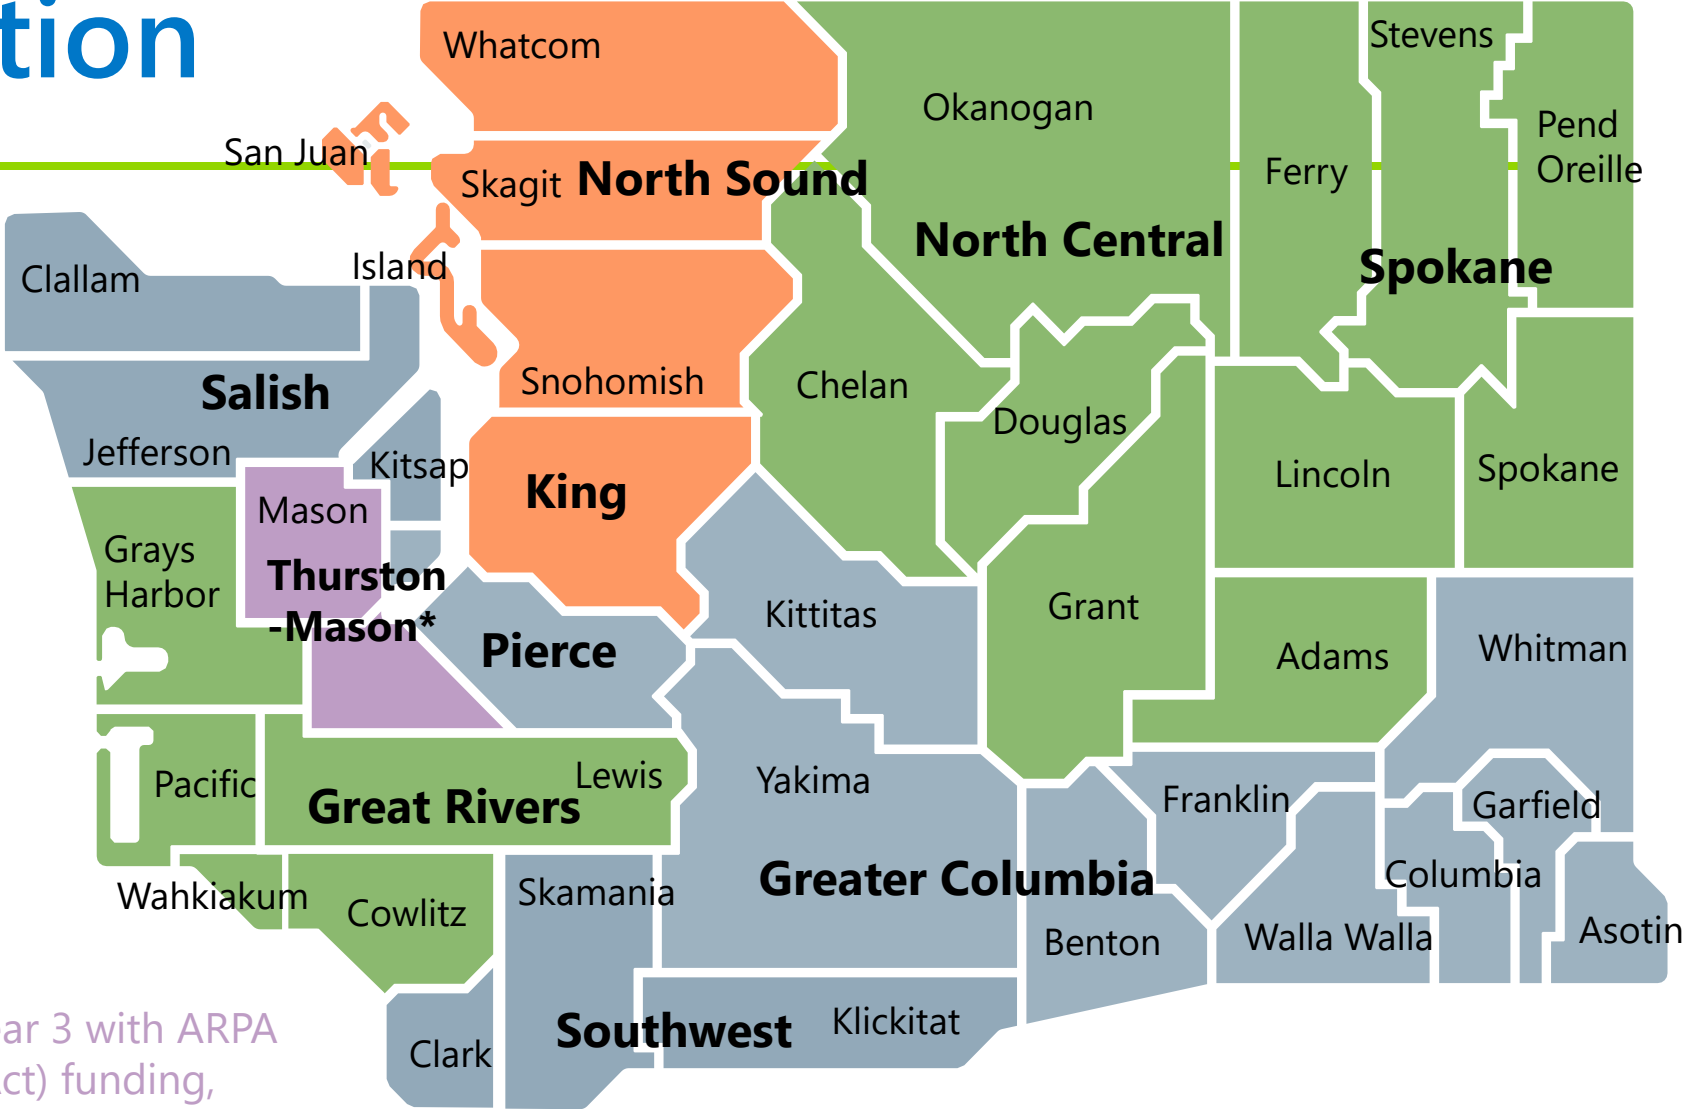 tion
Whatcom
Stevens
Okanogan
Pend
Oreille
San Juan
Ferry
Skagit
North Sound
North Central
Spokane
Island
Clallam
Snohomish
Chelan
Salish
Douglas
Jefferson
Kitsap
Lincoln
Spokane
King
Mason
Grays
Harbor
Thurston
-Mason*
Kittitas
Grant
Pierce
Adams
Whitman
Lewis
Yakima
Pacific
Great Rivers
Franklin
Garfield
Greater Columbia
Columbia
Wahkiakum
Skamania
Cowlitz
Benton
Walla Walla
Asotin
Southwest
Klickitat
Clark
ar 3 with ARPA
ct) funding,